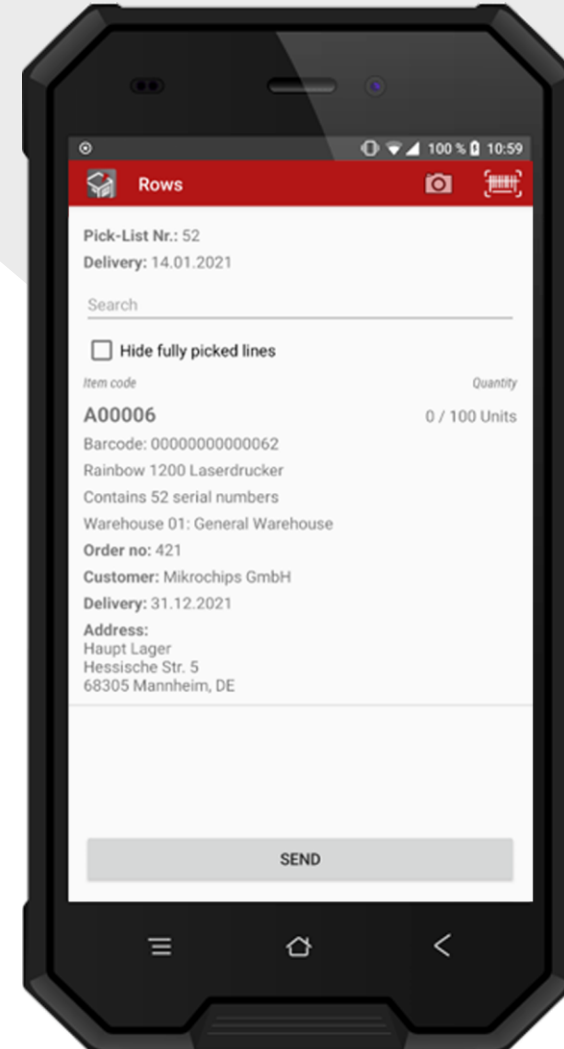 100 % 10:59
Rows
Pick-List Nr.: 52
Delivery: 14.01.2021
Search
Hide fully picked lines
Item code Quantity
A00006 0 / 100 Units
Barcode: 00000000000062
Rainbow 1200 Laserdrucker
Contains 52 serial numbers
Warehouse 01: General Warehouse
Order no: 421
Customer: Mikrochips GmbH
Delivery: 31.12.2021
Address:
Haupt Lager
Hessische Str. 5
68305 Mannheim, DE
SEND